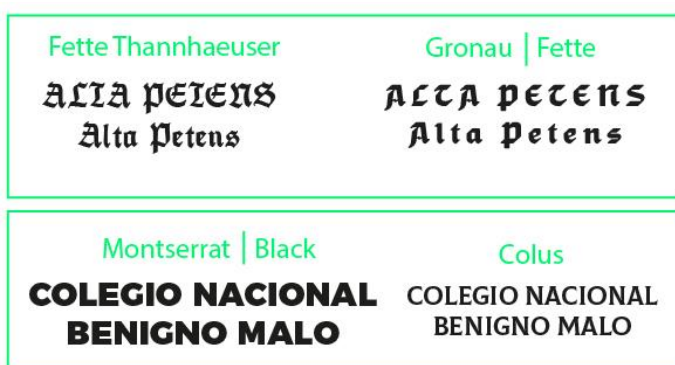 Fette Thannhaeuser
ALTA PETENS
Alta Petens
Gronau | Fette
ALTA PETENS
Alta Petens
Montserrat | Black
COLEGIO NACIONAL
BENIGNO MALO
Colus
COLEGIO NACIONAL
BENIGNO MALO